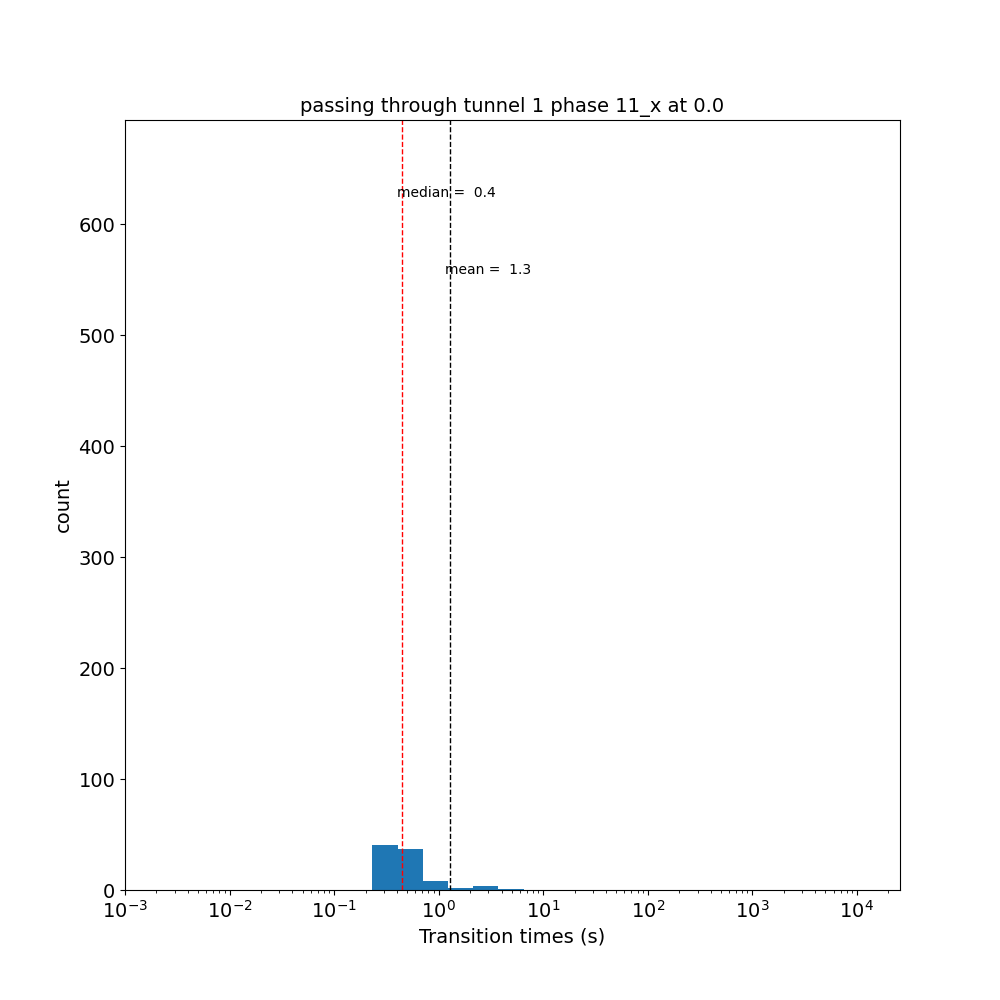 passing through tunnel 1 phase 11_x at 0.0
median =  0.4
mean =  1.3
600
500
400
300
200
100
0
count
10⁻³ 10⁻² 10⁻¹ 10⁰ 10¹ 10² 10³ 10⁴
Transition times (s)